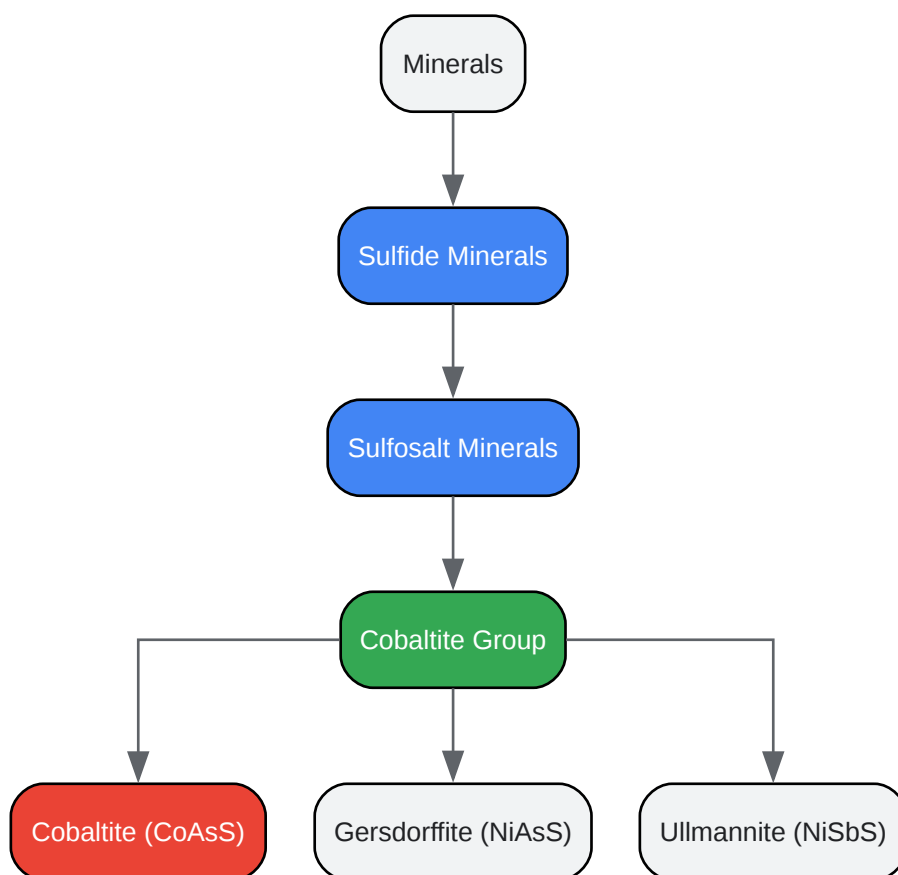 Minerals
Sulfide Minerals
Sulfosalt Minerals
Cobaltite Group
Cobaltite (CoAsS)
Gersdorffite (NiAsS)
Ullmannite (NiSbS)